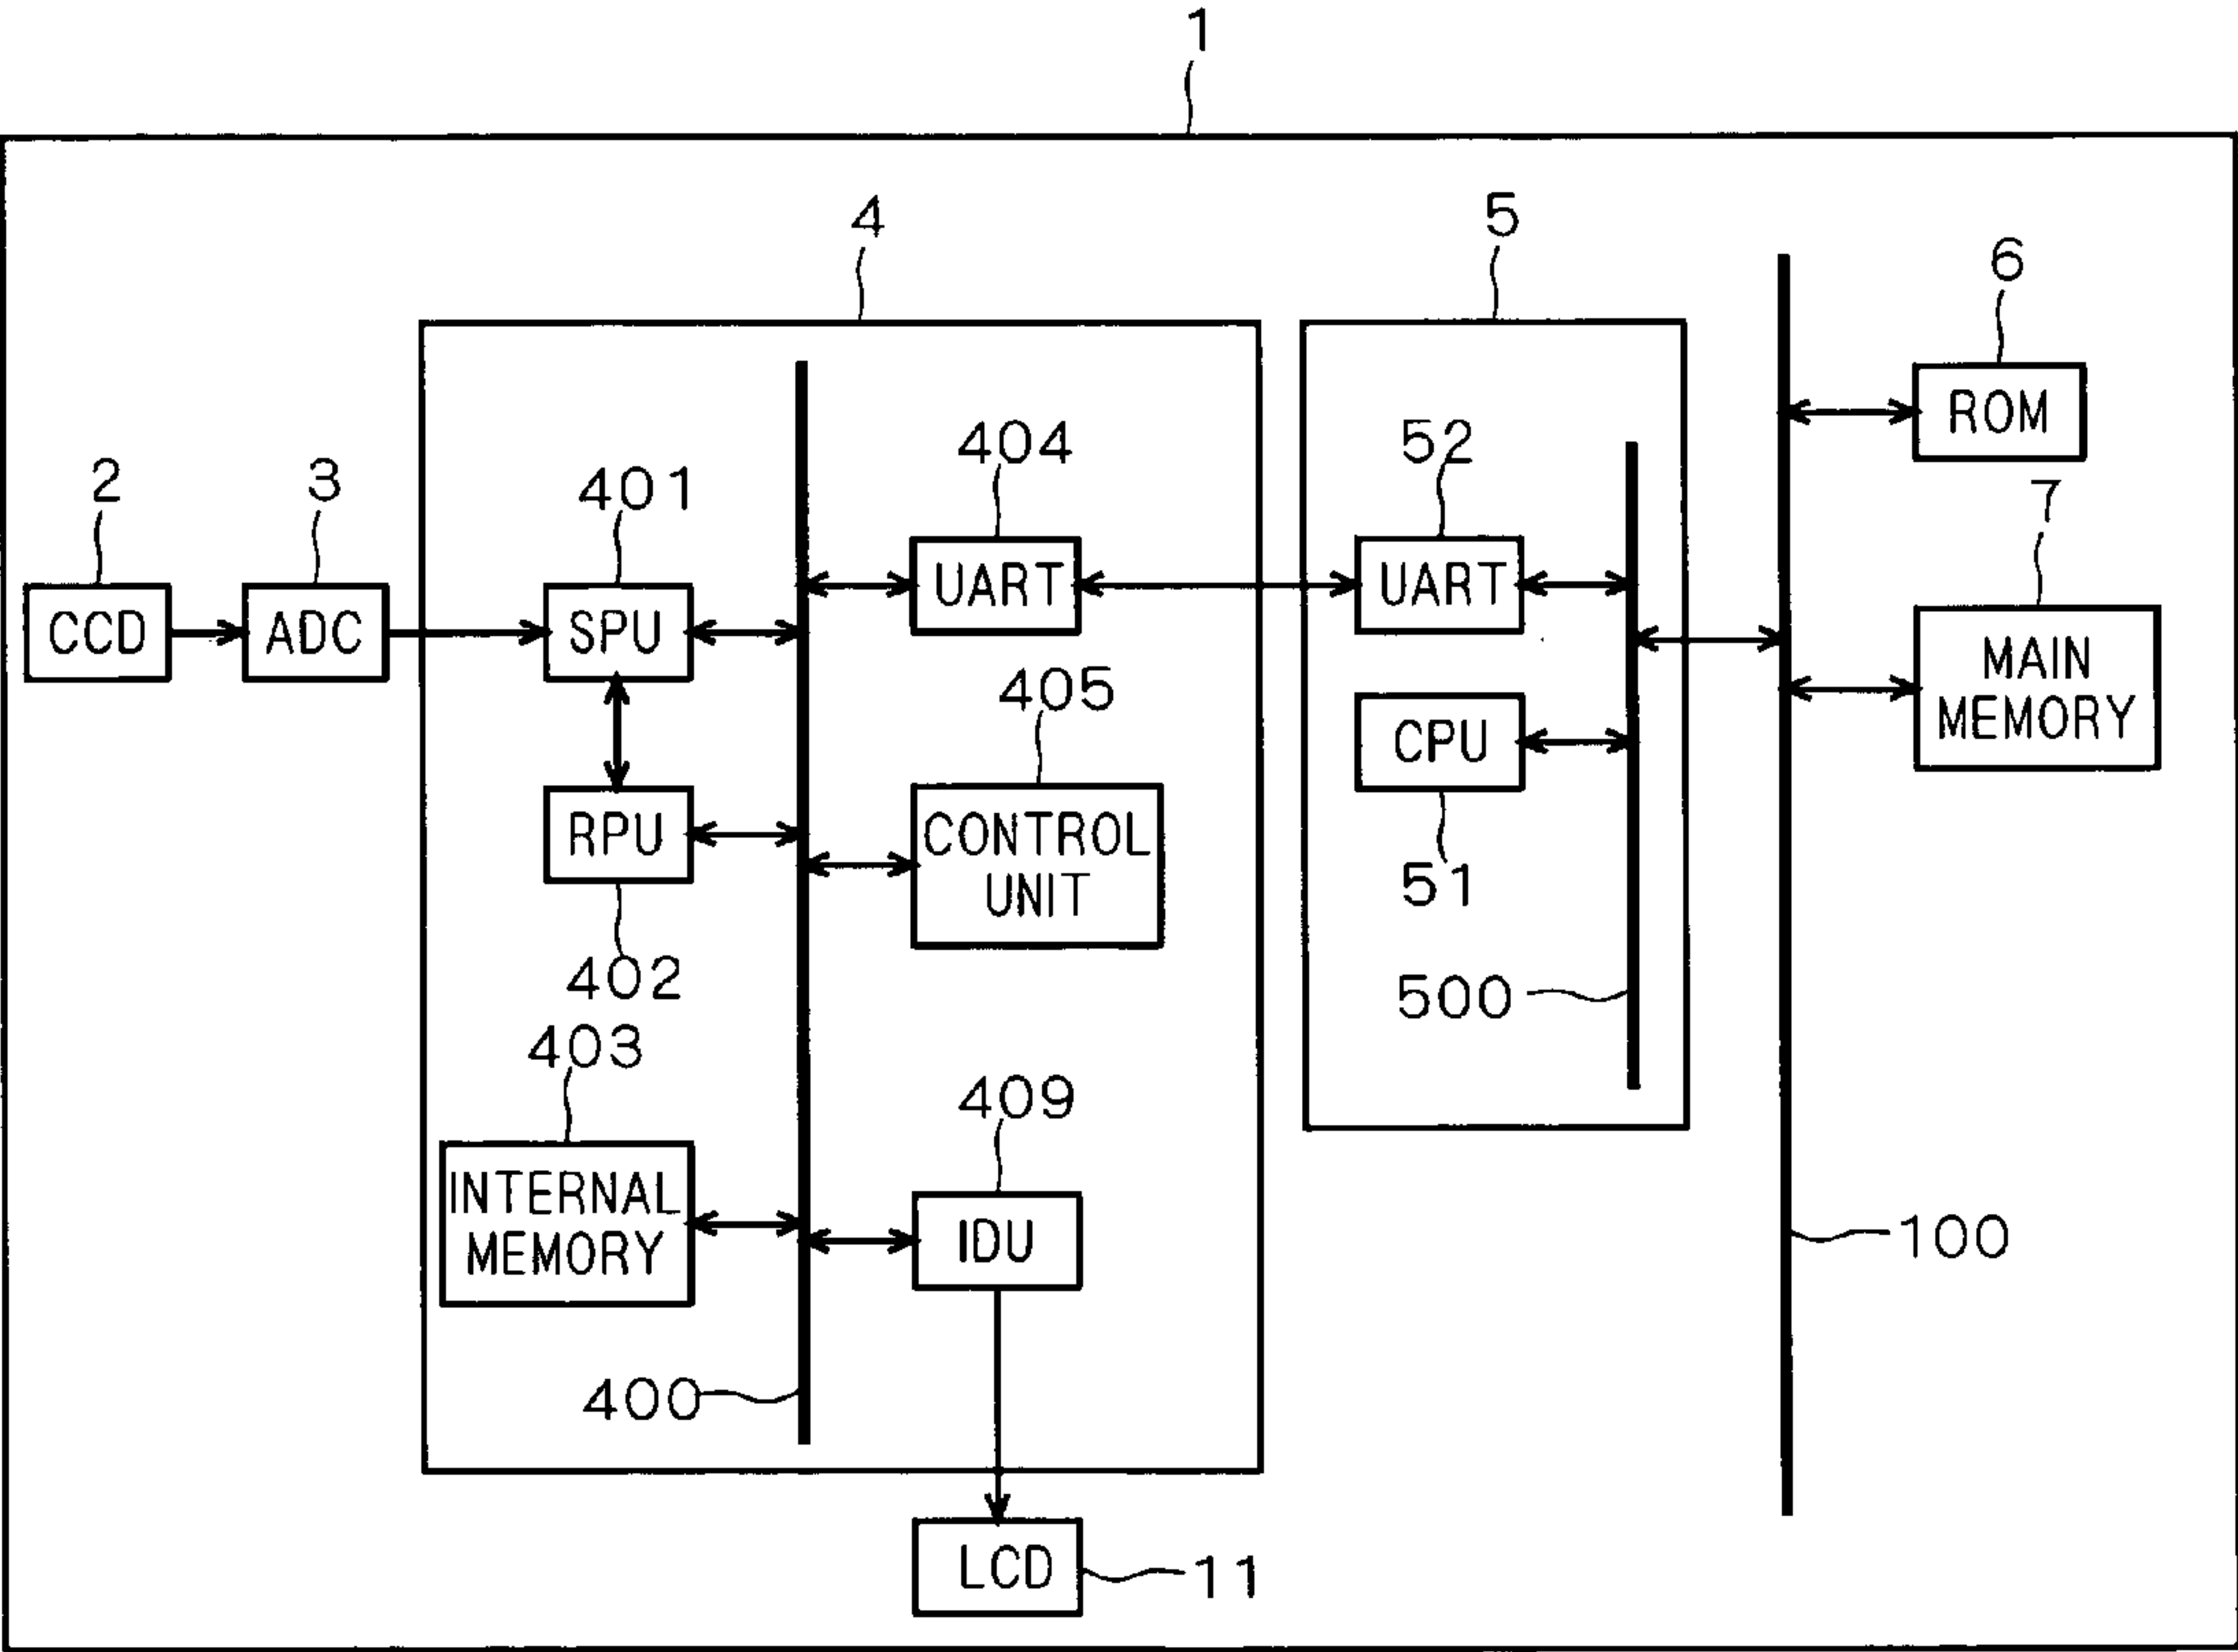 1
4
5
6
ROM
2
3
401
404
52
7
CCD
ADC
SPU
UART
UART
MAIN
MEMORY
405
CPU
RPU
CONTROL
UNIT
51
402
500
403
409
INTERNAL
MEMORY
IDU
100
400
LCD
11